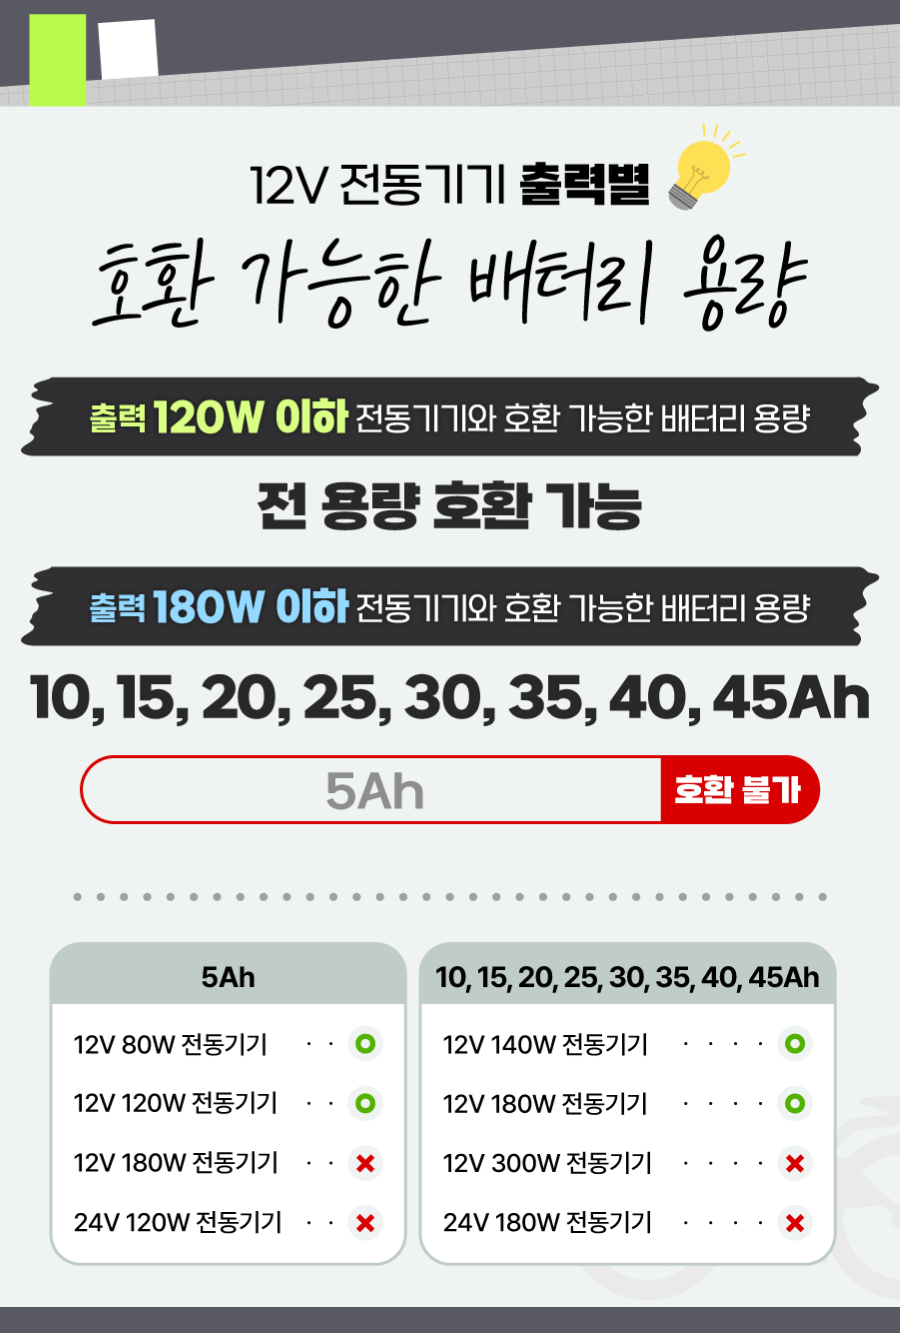 12V 전동기기 출력별
호환 가능한 배터리 용량
출력 120W 이하 전동기기와 호환 가능한 배터리 용량
전 용량 호환 가능
출력 180W 이하 전동기기와 호환 가능한 배터리 용량
10, 15, 20, 25, 30, 35, 40, 45Ah
5Ah 호환 불가
5Ah
12V 80W 전동기기
12V 120W 전동기기
12V 180W 전동기기
24V 120W 전동기기
10, 15, 20, 25, 30, 35, 40, 45Ah
12V 140W 전동기기
12V 180W 전동기기
12V 300W 전동기기
24V 180W 전동기기